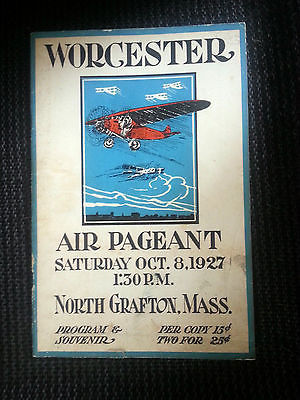 WORCESTER
AIR PAGEANT
SATURDAY OCT. 8, 1927
1:30 P.M.
NORTH GRAFTON, MASS.
PROGRAM & PER COPY 15¢
SOUVENIR TWO FOR 25¢